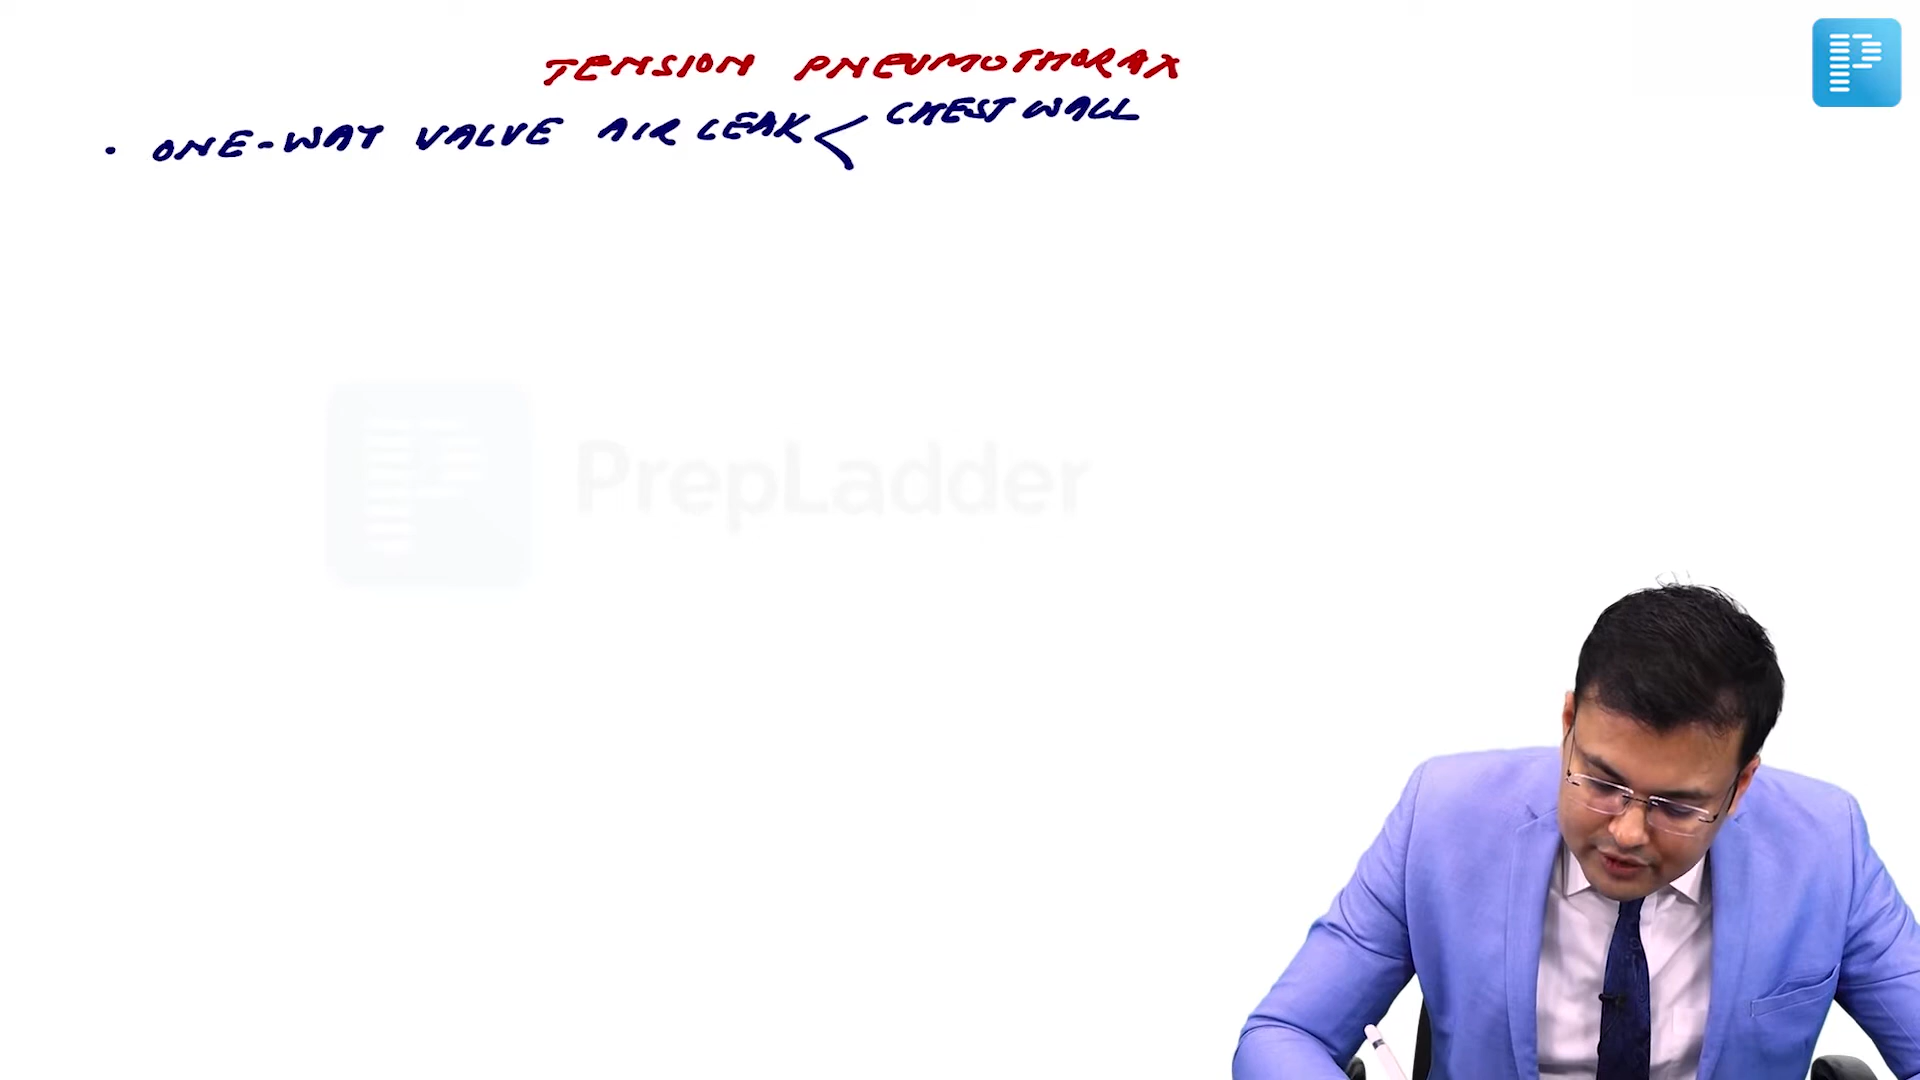 TENSION PNEUMOTHORAX
CHEST WALL
• ONE-WAY VALVE AIR LEAK <
PrepLadder